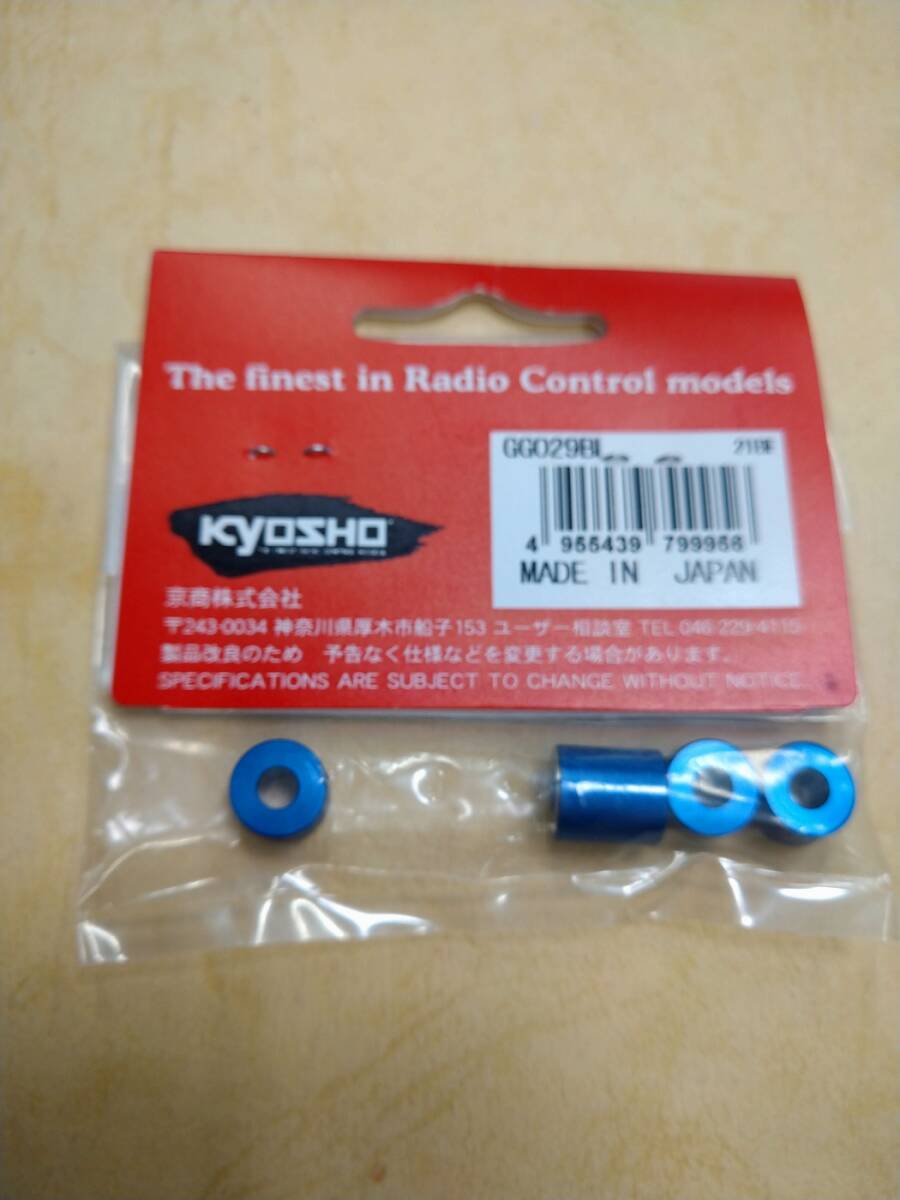 The finest in Radio Control models
GG029BL 21BE
4 955439 799966
MADE IN JAPAN
KYOSHO
京商株式会社
〒243-0034 神奈川県厚木市船子153 ユーザー相談室 TEL 046-229-4115
製品改良のため 予告なく仕様などを変更する場合があります。
SPECIFICATIONS ARE SUBJECT TO CHANGE WITHOUT NOTICE.